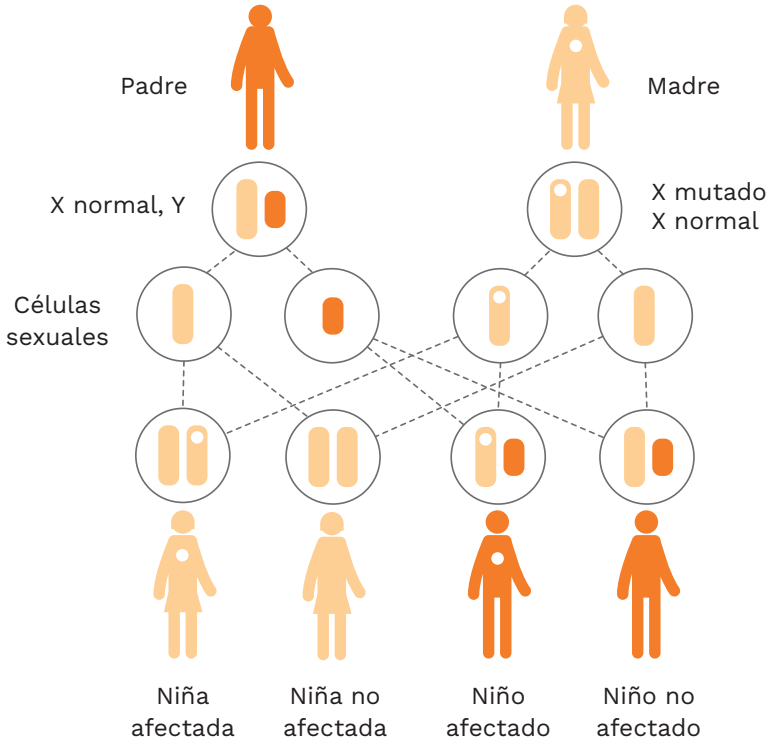 Padre
Madre
X normal, Y
X mutado
X normal
Células
sexuales
Niña
afectada
Niña no
afectada
Niño
afectado
Niño no
afectado